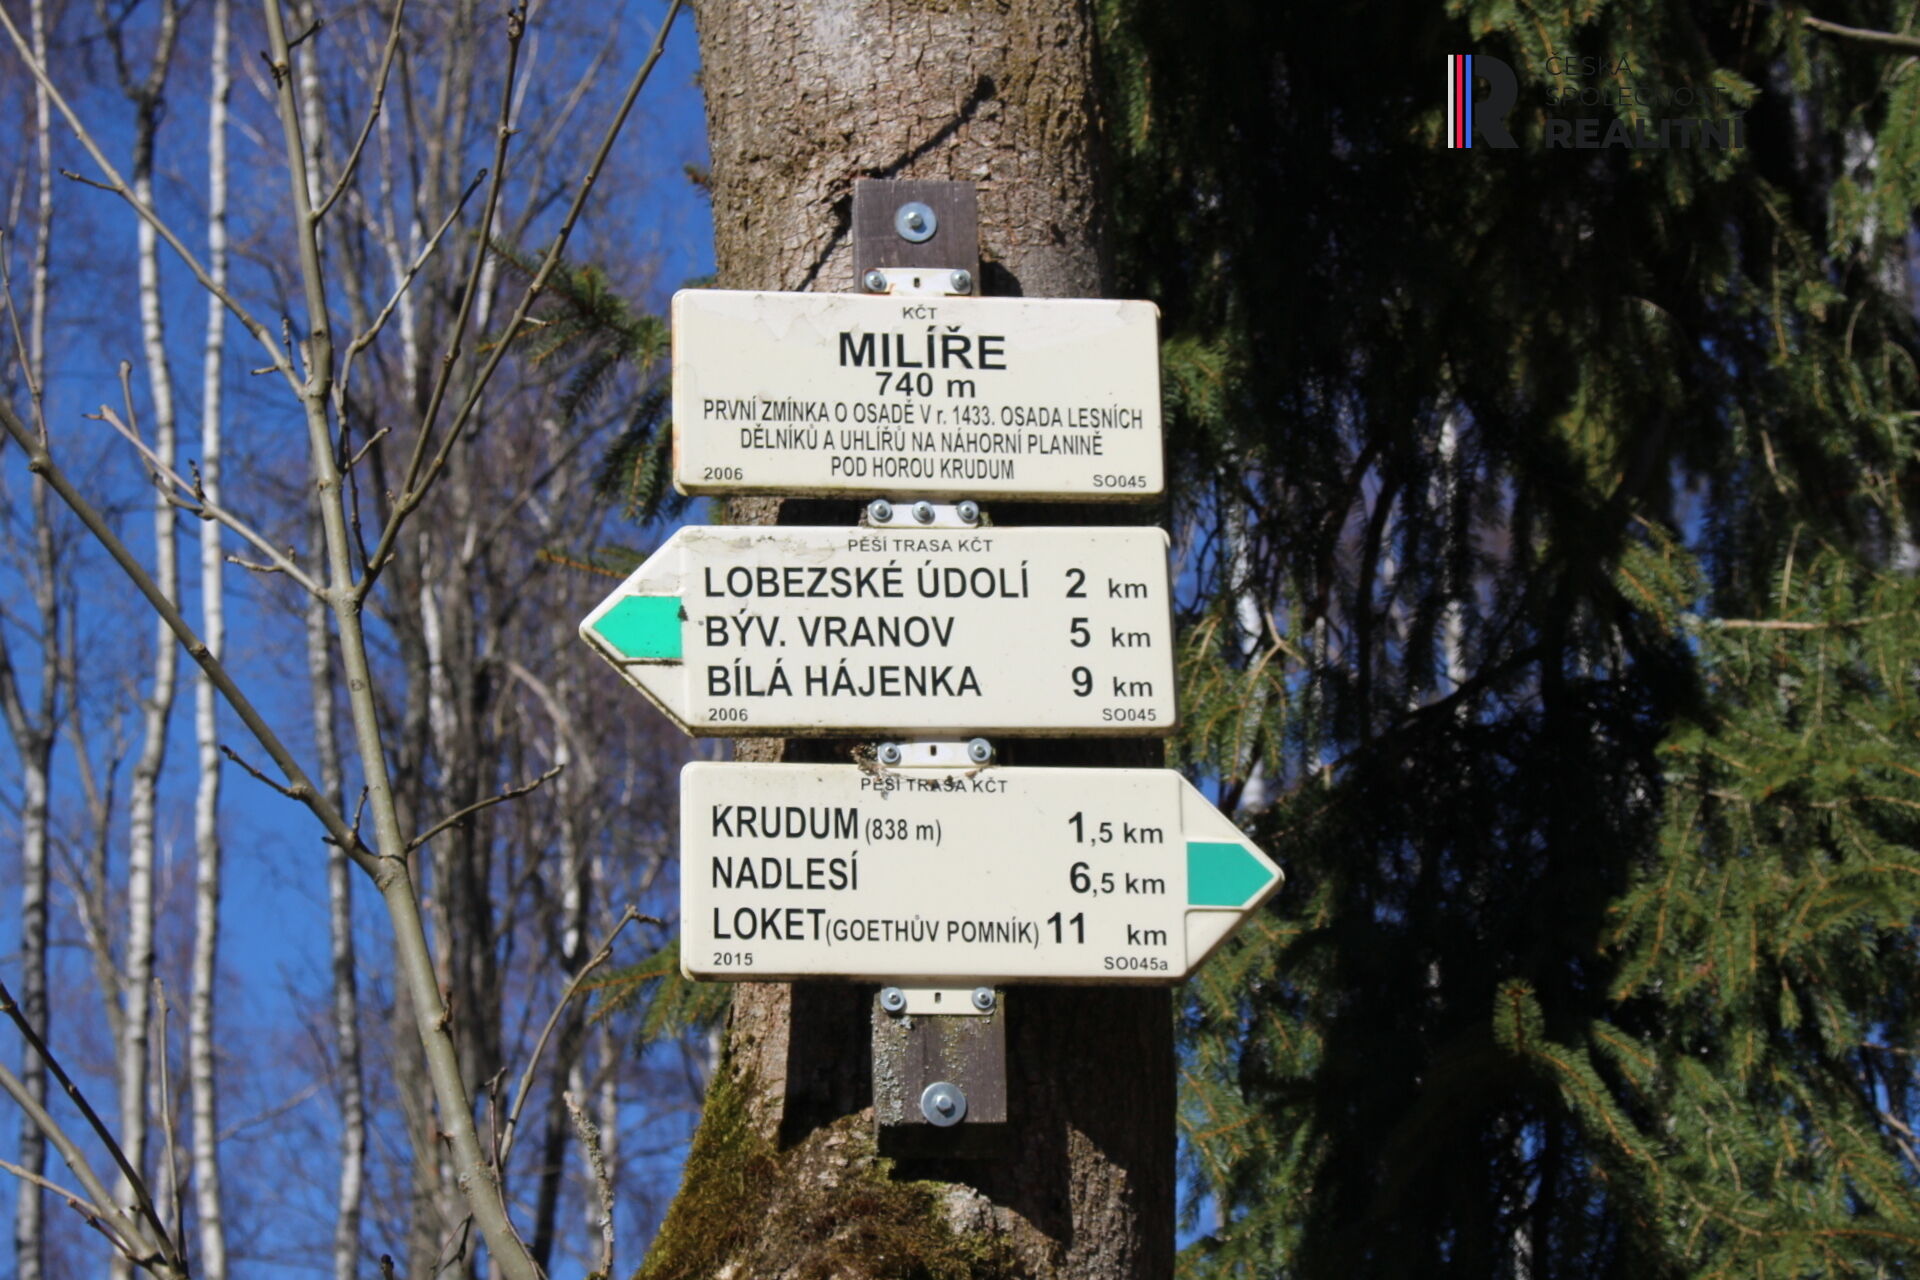 ČESKÁ
SPOLEČNOST
REALITNÍ
KČT
MILÍŘE
740 m
PRVNÍ ZMÍNKA O OSADĚ V r. 1433. OSADA LESNÍCH
DĚLNÍKŮ A UHLÍŘŮ NA NÁHORNÍ PLANINĚ
POD HOROU KRUDUM
2006 SO045
PĚŠÍ TRASA KČT
LOBEZSKÉ ÚDOLÍ 2 km
BÝV. VRANOV 5 km
BÍLÁ HÁJENKA 9 km
2006 SO045
PĚŠÍ TRASA KČT
KRUDUM (838 m) 1,5 km
NADLESÍ 6,5 km
LOKET (GOETHŮV POMNÍK) 11 km
2015 SO045a